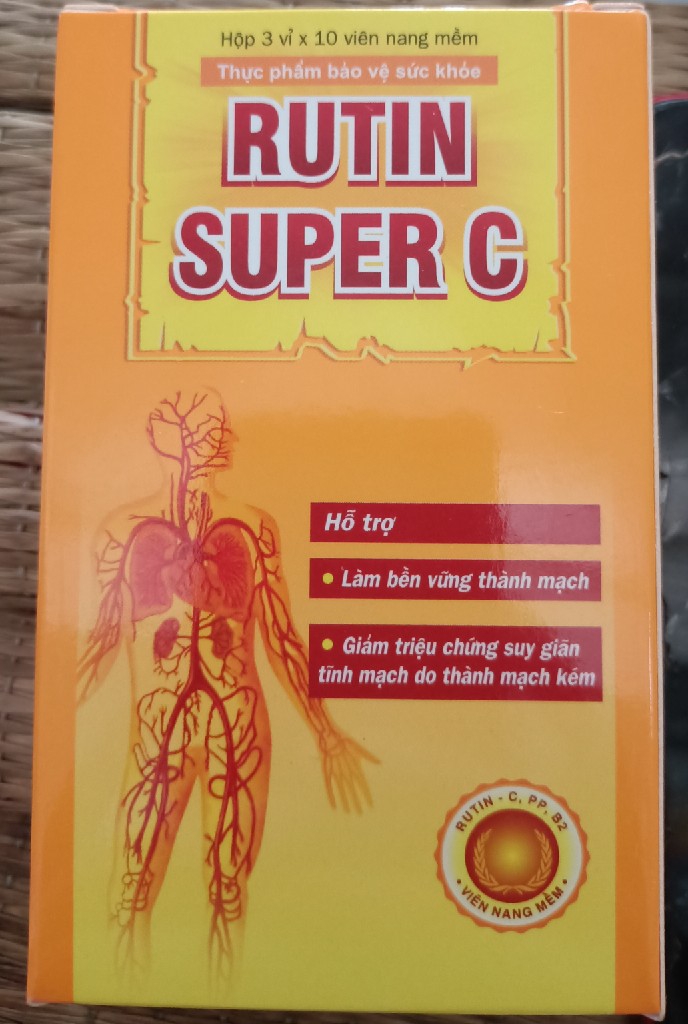 Hộp 3 vỉ x 10 viên nang mềm
Thực phẩm bảo vệ sức khỏe
RUTIN
SUPER C
Hỗ trợ
• Làm bền vững thành mạch
• Giảm triệu chứng suy giãn
tĩnh mạch do thành mạch kém
RUTIN - C, PP, B2
• VIÊN NANG MỀM •